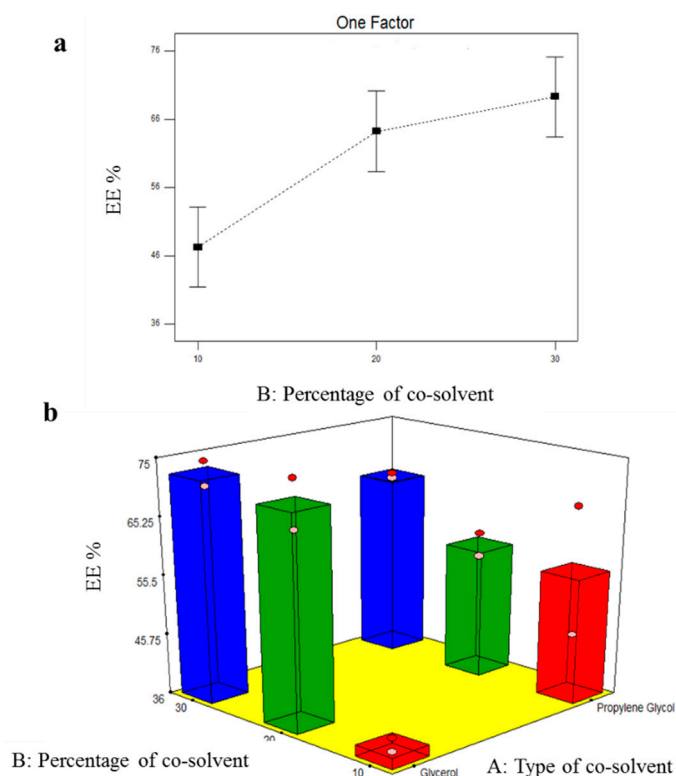 One Factor
a
76
66
56
46
36
EE %
10
20
30
B: Percentage of co-solvent
b
75
65.25
55.5
45.75
36
EE %
30
20
10
Propylene Glycol
Glycerol
B: Percentage of co-solvent
A: Type of co-solvent